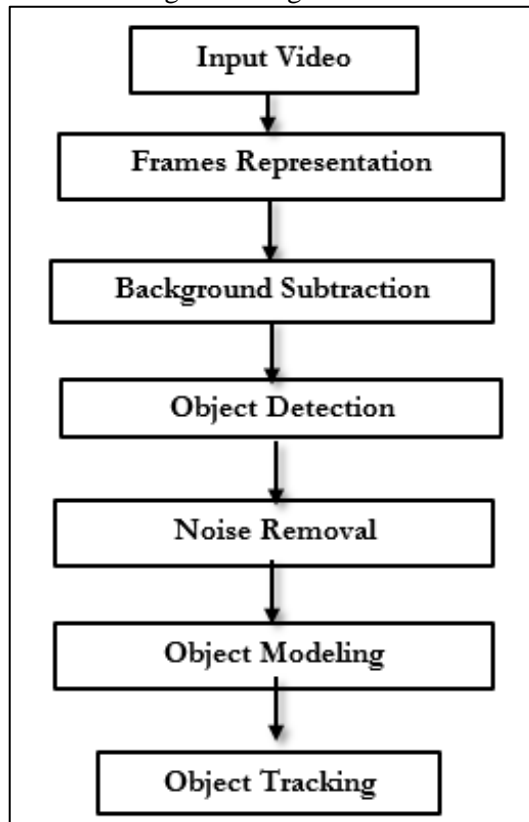 Input Video
Frames Representation
Background Subtraction
Object Detection
Noise Removal
Object Modeling
Object Tracking